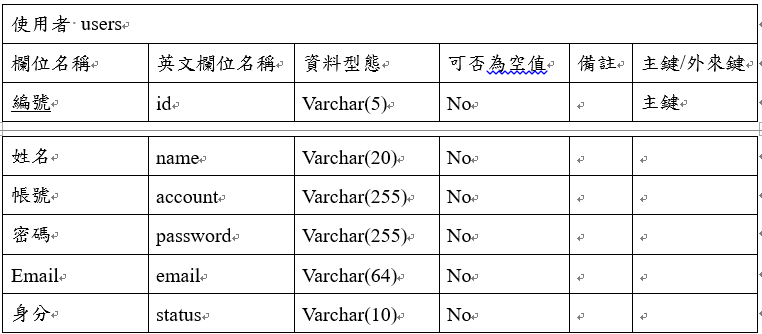 使用者 users
欄位名稱 英文欄位名稱 資料型態 可否為空值 備註 主鍵/外來鍵
編號 id Varchar(5) No 主鍵
姓名 name Varchar(20) No
帳號 account Varchar(255) No
密碼 password Varchar(255) No
Email email Varchar(64) No
身分 status Varchar(10) No